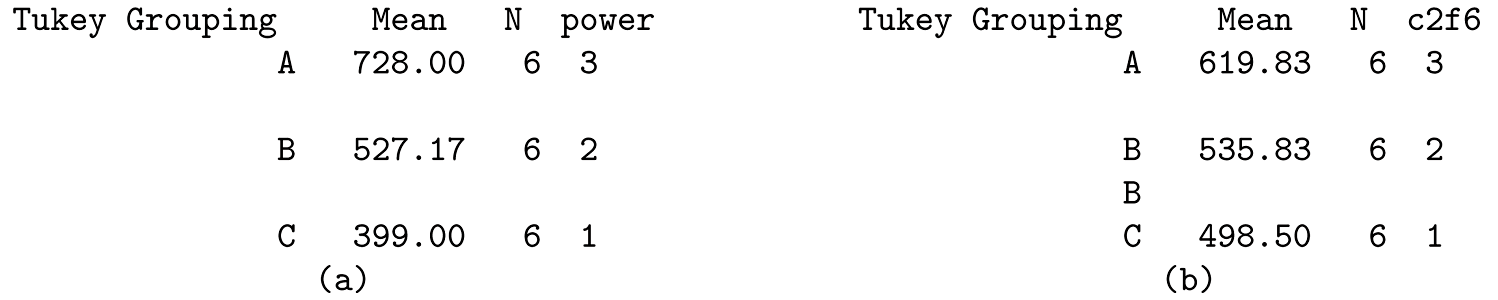 Tukey Grouping Mean N power
A 728.00 6 3
B 527.17 6 2
C 399.00 6 1
(a)
Tukey Grouping Mean N c2f6
A 619.83 6 3
B 535.83 6 2
B
C 498.50 6 1
(b)